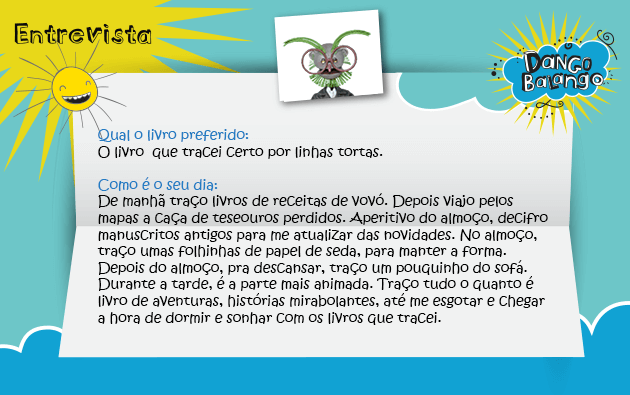 Entrevista
Dango
Balango
Qual o livro preferido:
O livro que tracei certo por linhas tortas.
Como é o seu dia:
De manhã traço livros de receitas de vovó. Depois viajo pelos
mapas a caça de teseouros perdidos. Aperitivo do almoço, decifro
manuscritos antigos para me atualizar das novidades. No almoço,
traço umas folhinhas de papel de seda, para manter a forma.
Depois do almoço, pra descansar, traço um pouquinho do sofá.
Durante a tarde, é a parte mais animada. Traço tudo o quanto é
livro de aventuras, histórias mirabolantes, até me esgotar e chegar
a hora de dormir e sonhar com os livros que tracei.